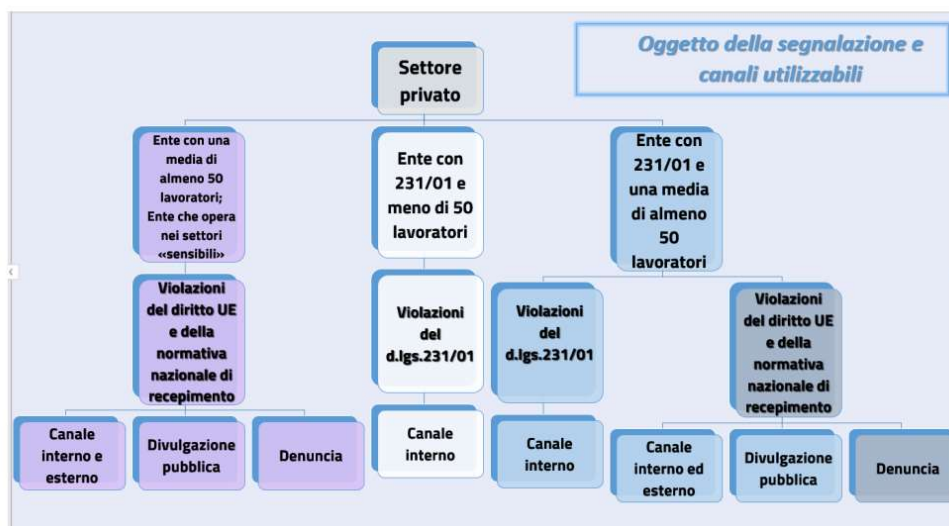 Oggetto della segnalazione e
canali utilizzabili
Settore
privato
Ente con una
media di
almeno 50
lavoratori;
Ente che opera
nei settori
«sensibili»
Ente con
231/01 e
meno di 50
lavoratori
Ente con
231/01 e
una media
di almeno
50
lavoratori
Violazioni
del diritto UE
e della
normativa
nazionale di
recepimento
Violazioni
del
d.lgs.231/01
Violazioni
del
d.lgs.231/01
Violazioni
del diritto UE
e della
normativa
nazionale di
recepimento
Canale
interno e
esterno
Divulgazione
pubblica
Denuncia
Canale
interno
Canale
interno
Canale
interno ed
esterno
Divulgazione
pubblica
Denuncia